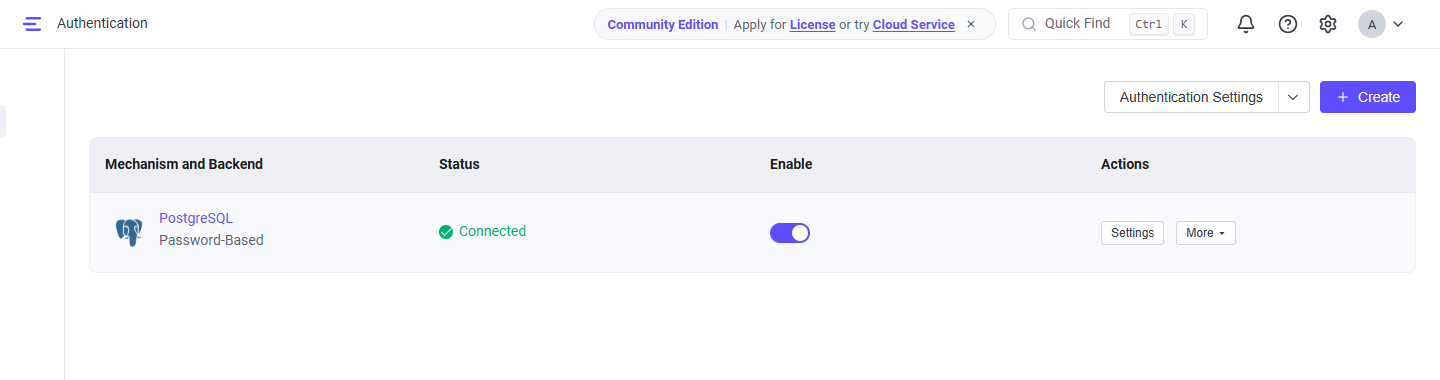 Authentication
Community Edition | Apply for License or try Cloud Service ×
Quick Find Ctrl K
A
Authentication Settings
+ Create
Mechanism and Backend Status Enable Actions
PostgreSQL
Password-Based
Connected
Settings More